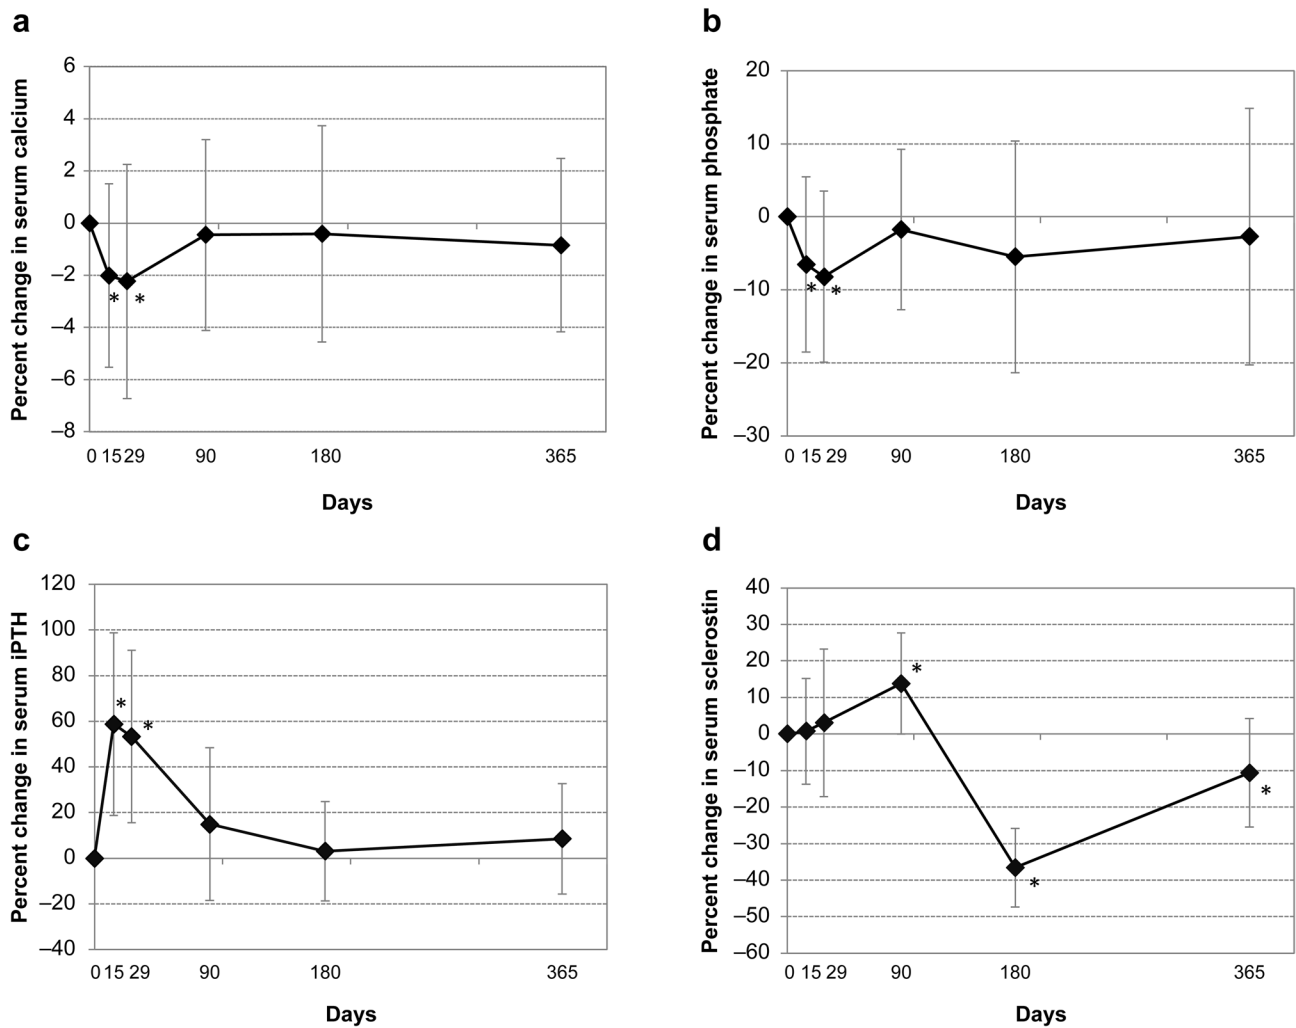 a
Percent change in serum calcium
6
4
2
0
–2
–4
–6
–8
* *
0 15 29 90 180 365
Days
b
Percent change in serum phosphate
20
10
0
–10
–20
–30
* *
0 15 29 90 180 365
Days
c
Percent change in serum iPTH
120
100
80
60
40
20
0
–20
–40
* *
0 15 29 90 180 365
Days
d
Percent change in serum sclerostin
40
30
20
10
0
–10
–20
–30
–40
–50
–60
* * *
0 15 29 90 180 365
Days